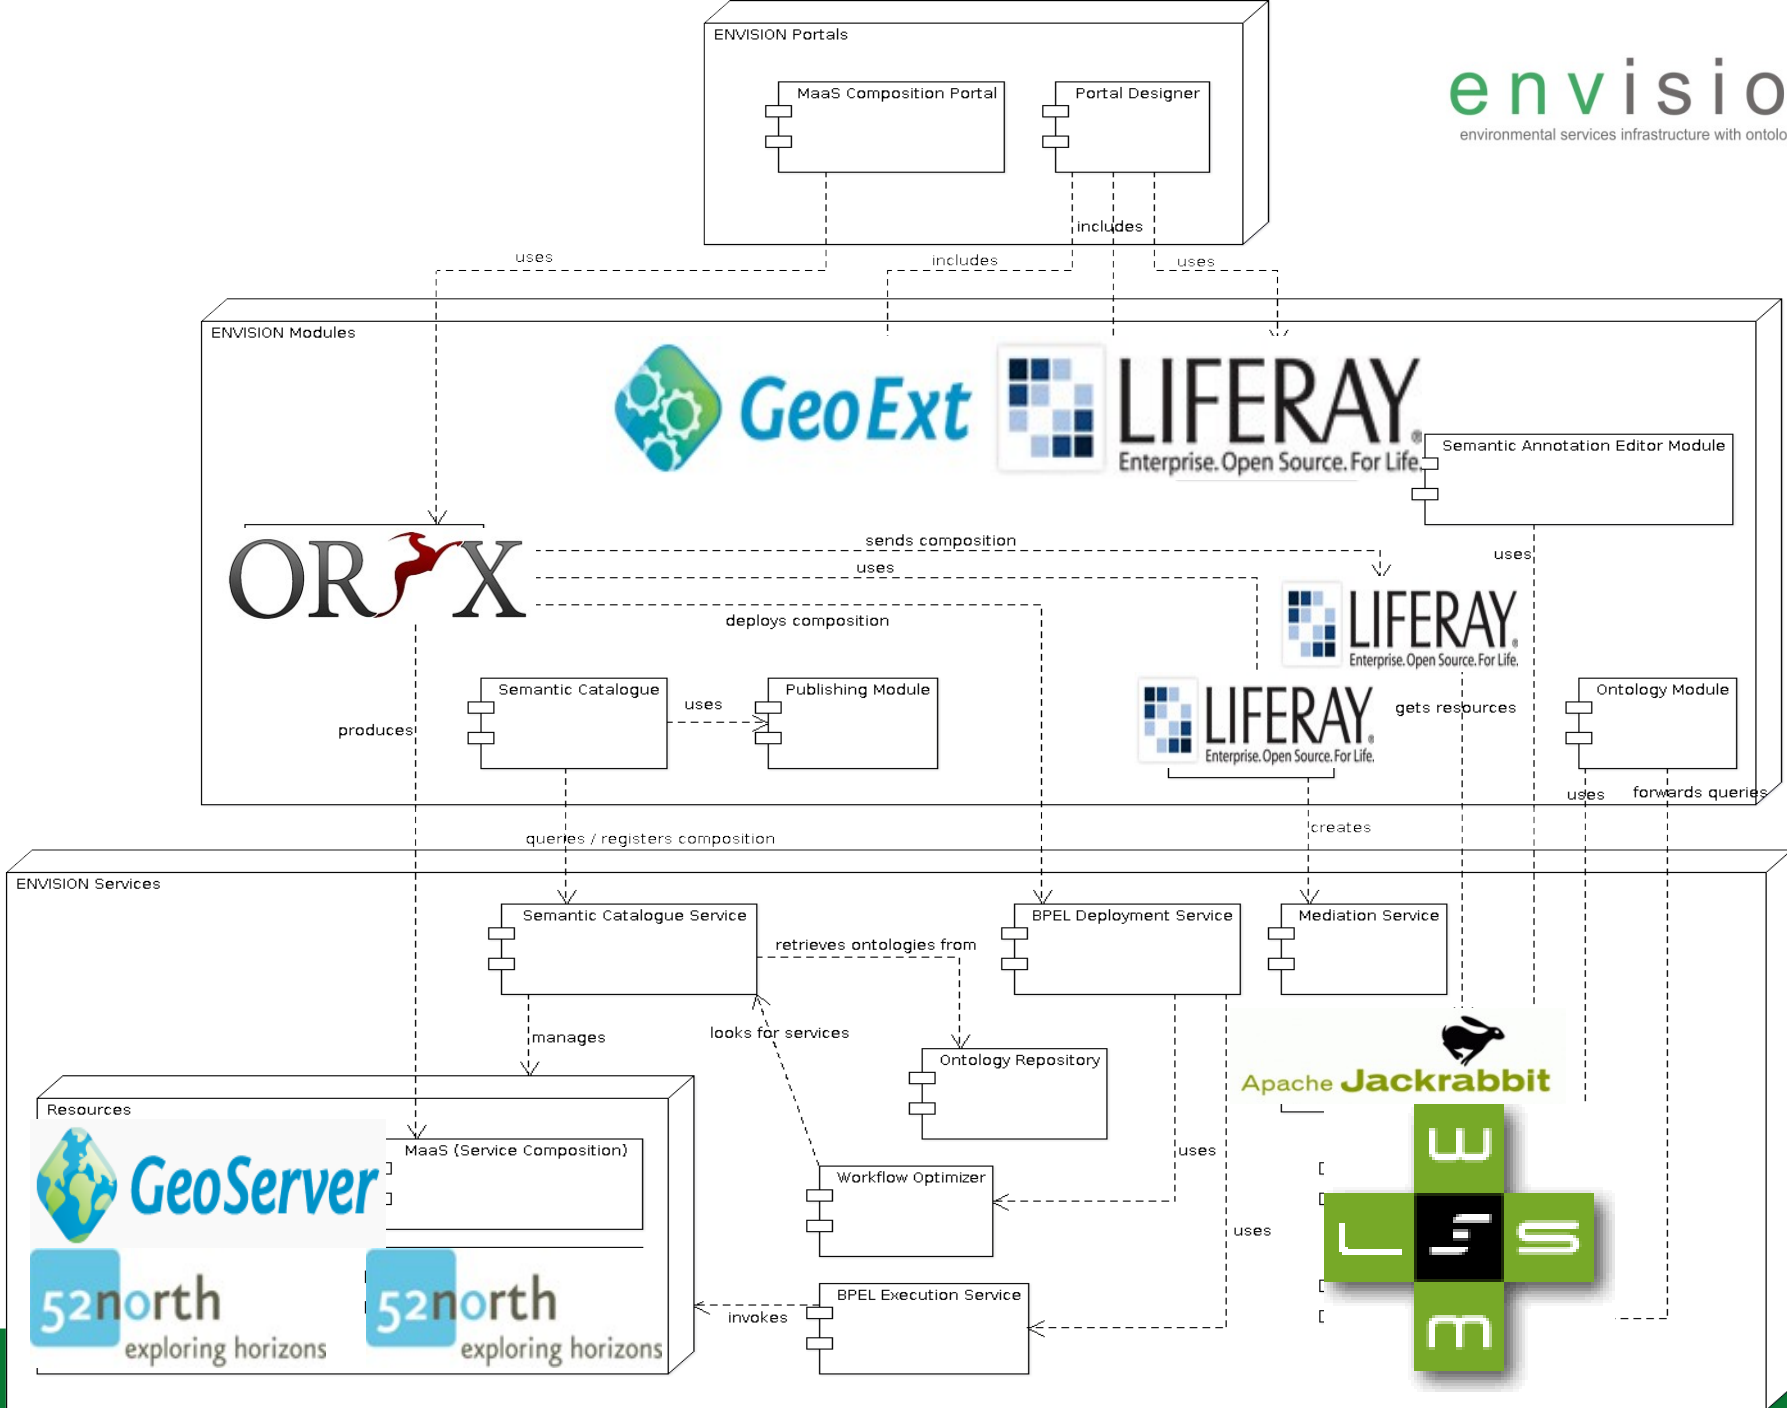 ENVISION Portals
MaaS Composition Portal
Portal Designer
envisio
environmental services infrastructure with ontolo
includes
uses
includes
uses
ENVISION Modules
GeoExt
LIFERAY®
Enterprise. Open Source. For Life.
Semantic Annotation Editor Module
ORYX
sends composition
uses
uses
deploys composition
LIFERAY®
Enterprise. Open Source. For Life.
Semantic Catalogue
uses
Publishing Module
LIFERAY®
Enterprise. Open Source. For Life.
gets resources
Ontology Module
produces
uses
forwards queries
queries / registers composition
creates
ENVISION Services
Semantic Catalogue Service
retrieves ontologies from
BPEL Deployment Service
Mediation Service
manages
looks for services
Ontology Repository
Apache Jackrabbit
Resources
GeoServer
MaaS (Service Composition)
uses
Workflow Optimizer
uses
52north
exploring horizons
52north
exploring horizons
invokes
BPEL Execution Service